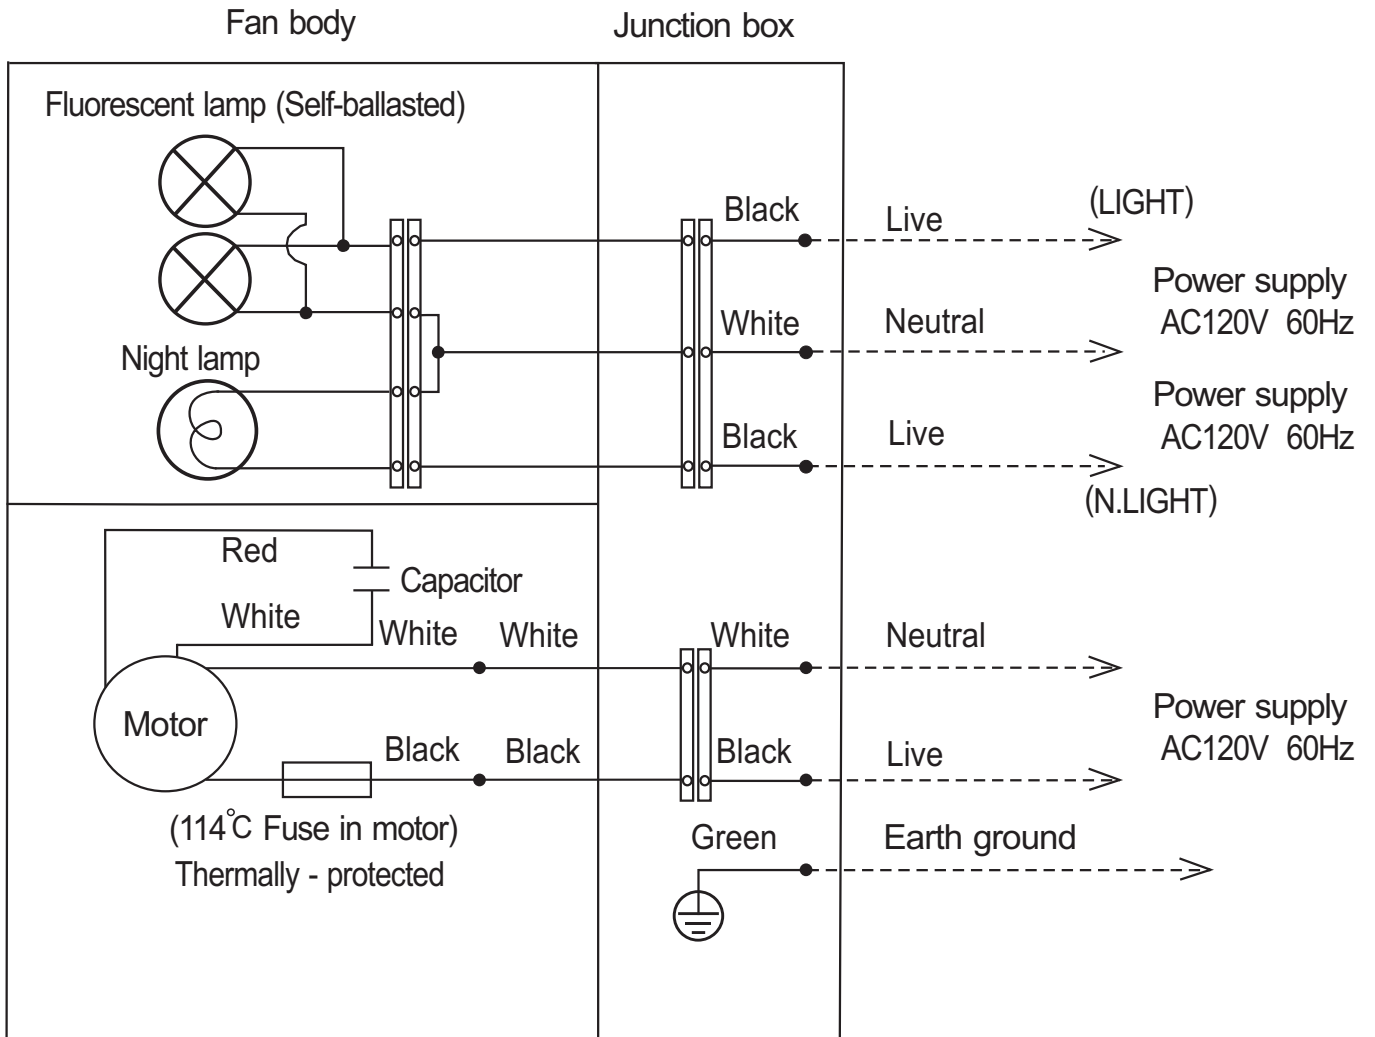 Fan body
Junction box
Fluorescent lamp (Self-ballasted)
Black
Live
(LIGHT)
Power supply
AC120V 60Hz
White
Neutral
Night lamp
Power supply
AC120V 60Hz
Black
Live
(N.LIGHT)
Red
Capacitor
White
White
White
White
Neutral
Motor
Power supply
AC120V 60Hz
Black
Black
Black
Live
(114℃ Fuse in motor)
Thermally - protected
Green
Earth ground